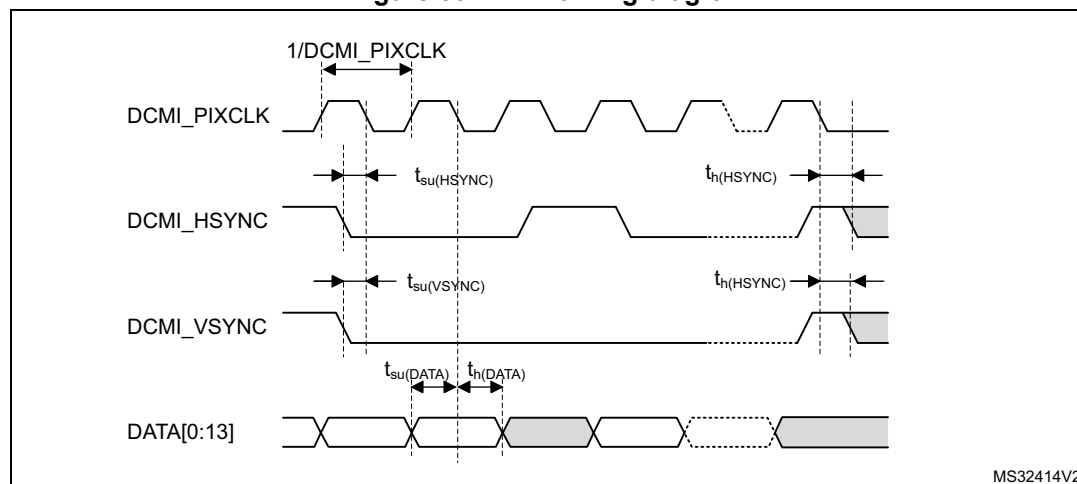 1/DCMI_PIXCLK
DCMI_PIXCLK
tsu(HSYNC)
th(HSYNC)
DCMI_HSYNC
tsu(VSYNC)
th(HSYNC)
DCMI_VSYNC
tsu(DATA) th(DATA)
DATA[0:13]
MS32414V2